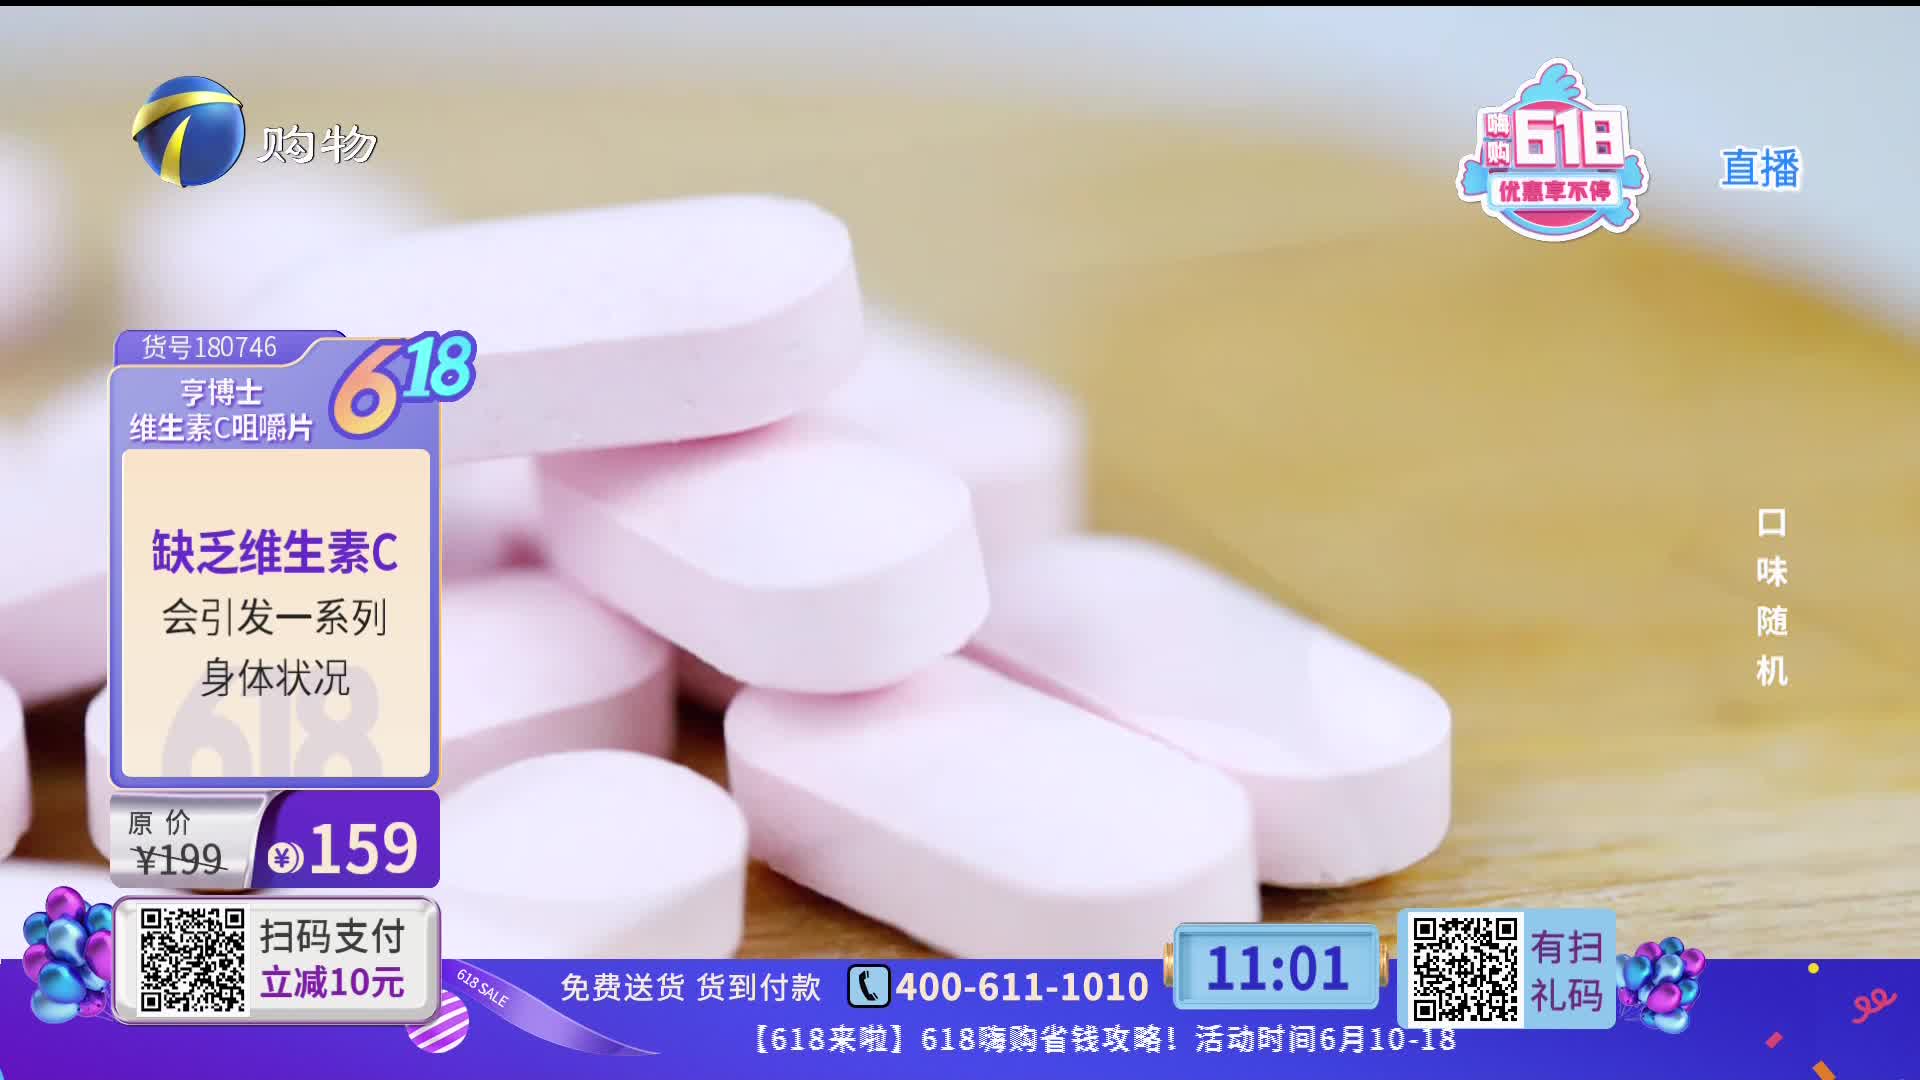 购物
嗨购
618
优惠享不停
直播
货号180746
618
亨博士
维生素C咀嚼片
缺乏维生素C
会引发一系列
身体状况
618
原价
¥199
¥159
口味随机
扫码支付
立减10元
618 SALE
免费送货 货到付款
400-611-1010
11:01
有扫
礼码
【618来啦】618嗨购省钱攻略！活动时间6月10-18